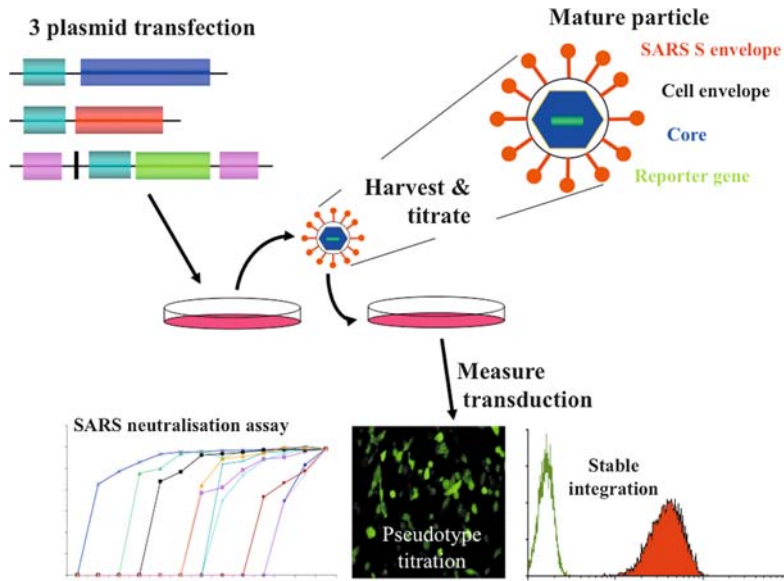 3 plasmid transfection
Mature particle
SARS S envelope
Cell envelope
Core
Reporter gene
Harvest &
titrate
Measure
transduction
SARS neutralisation assay
Pseudotype
titration
Stable
integration